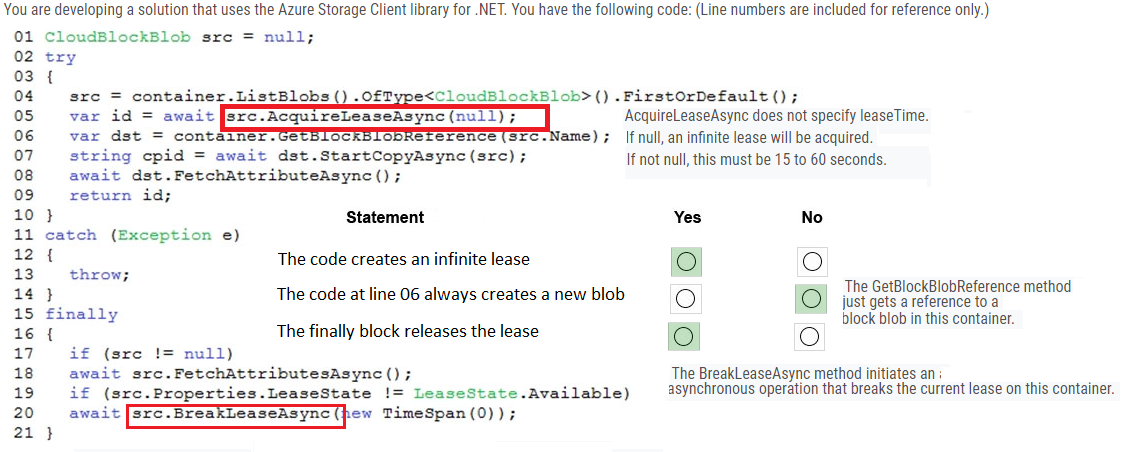 You are developing a solution that uses the Azure Storage Client library for .NET. You have the following code: (Line numbers are included for reference only.)
01 CloudBlockBlob src = null;
02 try
03 {
04 src = container.ListBlobs().OfType<CloudBlockBlob>().FirstOrDefault();
05 var id = await src.AcquireLeaseAsync(null);
AcquireLeaseAsync does not specify leaseTime.
06 var dst = container.GetBlockBlobReference(src.Name);
If null, an infinite lease will be acquired.
07 string cpid = await dst.StartCopyAsync(src);
If not null, this must be 15 to 60 seconds.
08 await dst.FetchAttributeAsync();
09 return id;
10 }
Statement Yes No
11 catch (Exception e)
12 {
The code creates an infinite lease
13 throw;
14 }
The code at line 06 always creates a new blob
The GetBlockBlobReference method
just gets a reference to a
block blob in this container.
15 finally
16 {
The finally block releases the lease
17 if (src != null)
18 await src.FetchAttributesAsync();
The BreakLeaseAsync method initiates an
asynchronous operation that breaks the current lease on this container.
19 if (src.Properties.LeaseState != LeaseState.Available)
20 await src.BreakLeaseAsync(new TimeSpan(0));
21 }